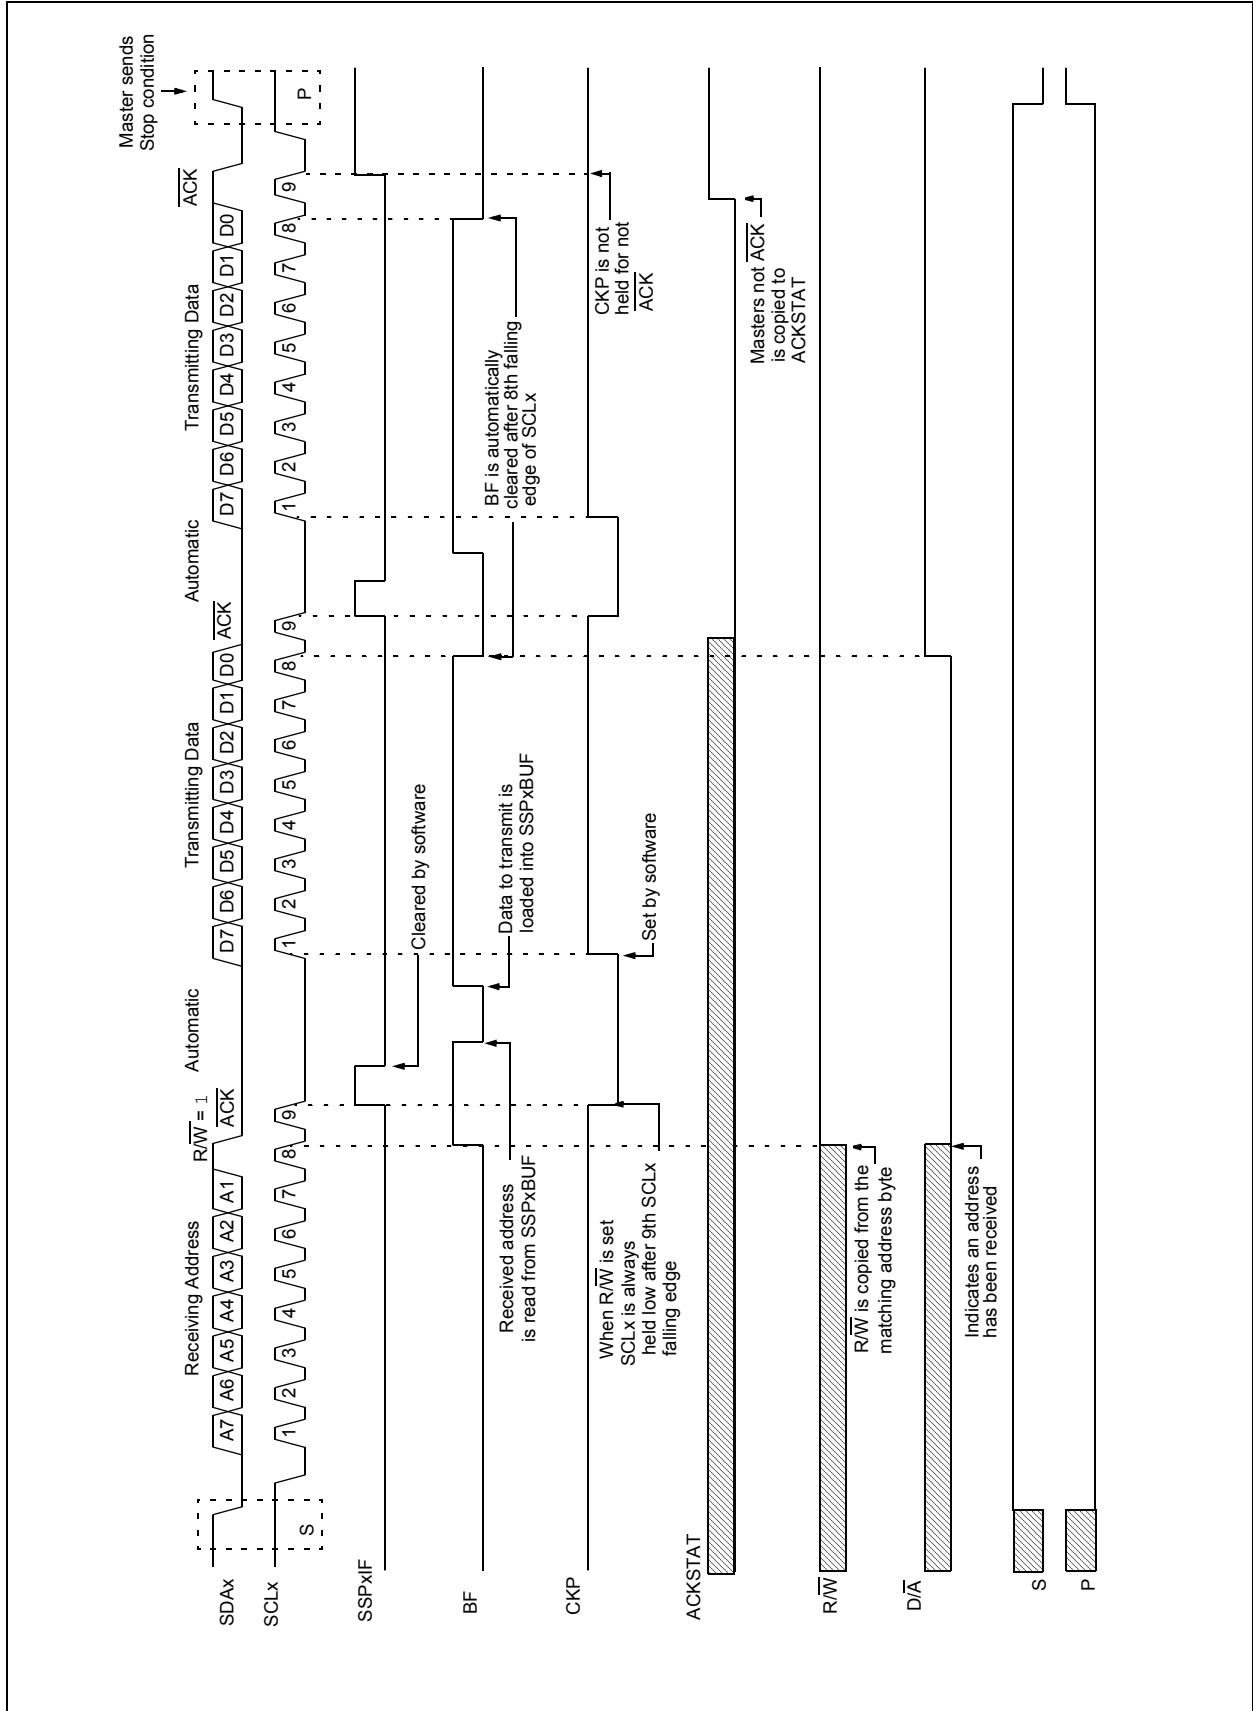 Master sends
Stop condition
Receiving Address
R/W = 1
ACK
Automatic
Transmitting Data
ACK
Automatic
Transmitting Data
ACK
SDAx
A7 A6 A5 A4 A3 A2 A1
D7 D6 D5 D4 D3 D2 D1 D0
D7 D6 D5 D4 D3 D2 D1 D0
SCLx
S
1 2 3 4 5 6 7 8 9
1 2 3 4 5 6 7 8 9
1 2 3 4 5 6 7 8 9
P
SSPxIF
Cleared by software
BF
Received address
is read from SSPxBUF
Data to transmit is
loaded into SSPxBUF
BF is automatically
cleared after 8th falling
edge of SCLx
CKP
When R/W is set
SCLx is always
held low after 9th SCLx
falling edge
Set by software
CKP is not
held for not
ACK
ACKSTAT
Masters not ACK
is copied to
ACKSTAT
R/W
R/W is copied from the
matching address byte
D/A
Indicates an address
has been received
S
P